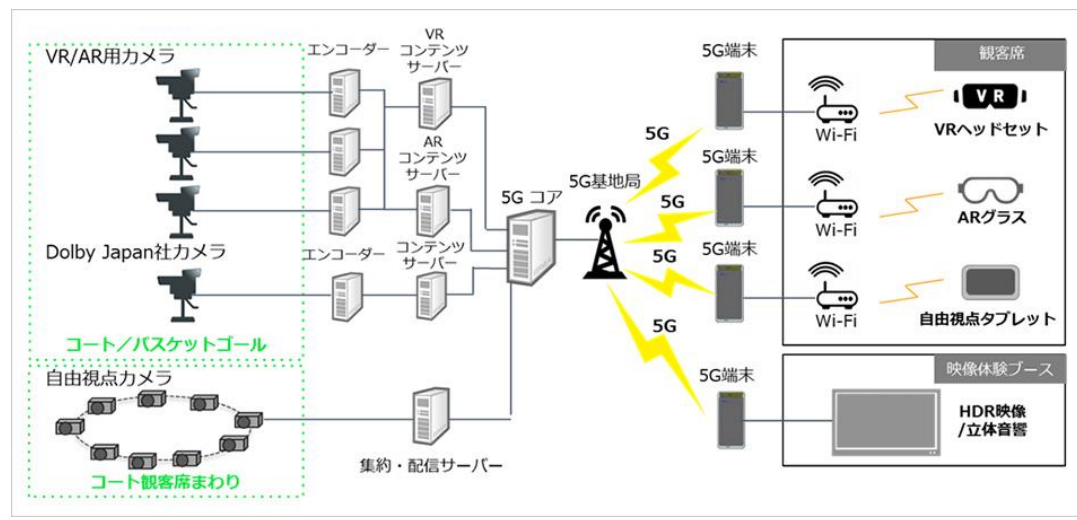 VR/AR用カメラ
エンコーダー
VR
コンテンツ
サーバー
AR
コンテンツ
サーバー
Dolby Japan社カメラ
エンコーダー
コンテンツ
サーバー
コート/バスケットゴール
自由視点カメラ
コート観客席まわり
集約・配信サーバー
5G コア
5G基地局
5G
5G
5G
5G
5G端末
5G端末
5G端末
5G端末
観客席
Wi-Fi
VR
VRヘッドセット
Wi-Fi
ARグラス
Wi-Fi
自由視点タブレット
映像体験ブース
HDR映像
/立体音響